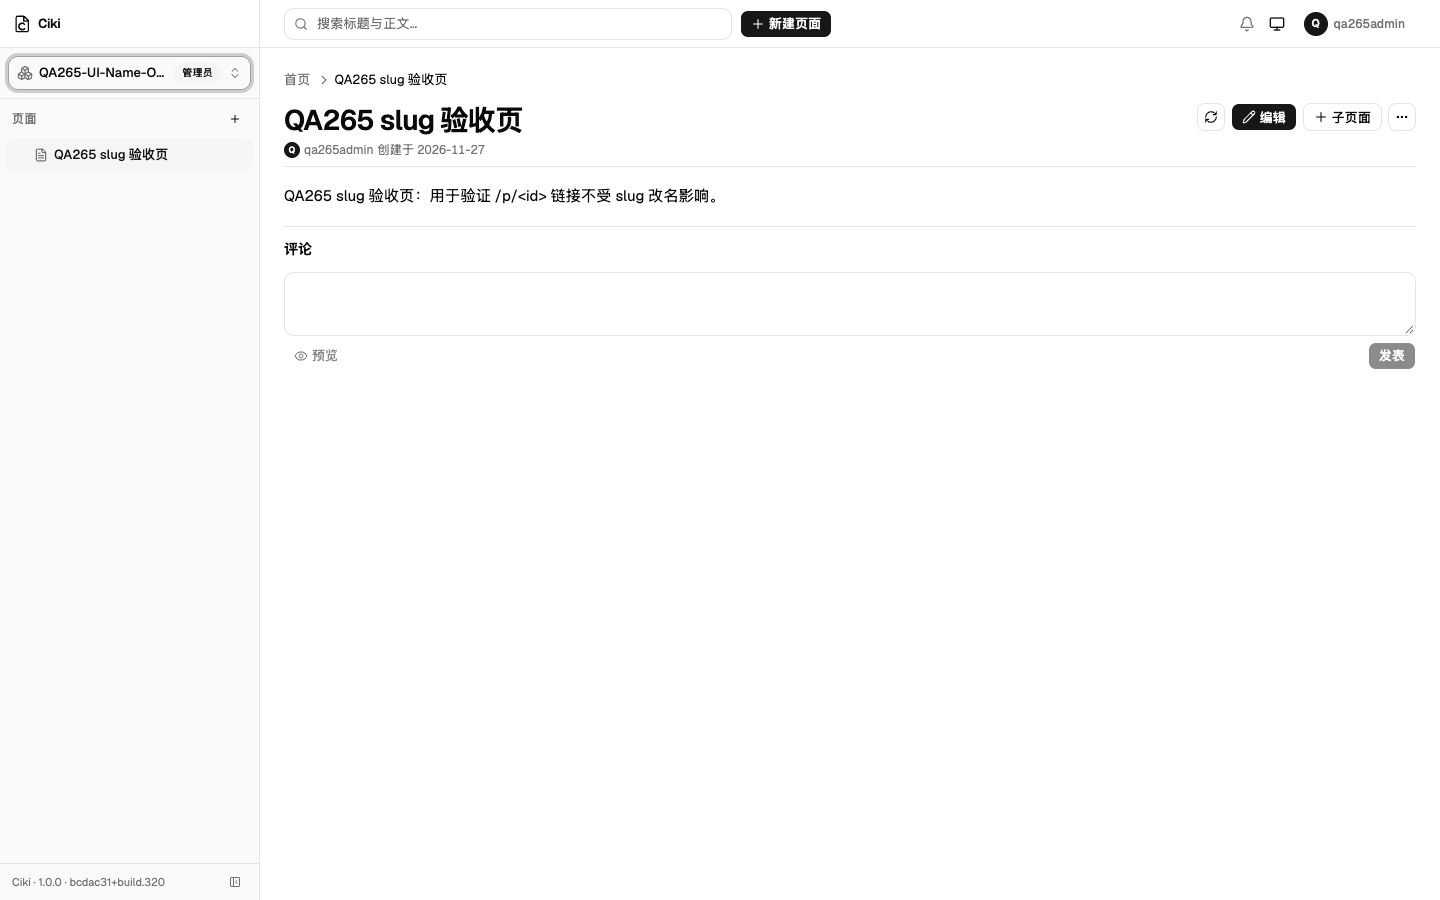 Ciki
搜索标题与正文...
新建页面
Q qa265admin
QA265-UI-Name-O... 管理员
页面
QA265 slug 验收页
首页 > QA265 slug 验收页
QA265 slug 验收页
编辑
子页面
Q qa265admin 创建于 2026-11-27
QA265 slug 验收页：用于验证 /p/<id> 链接不受 slug 改名影响。
评论
预览
发表
Ciki · 1.0.0 · bcdac31+build.320